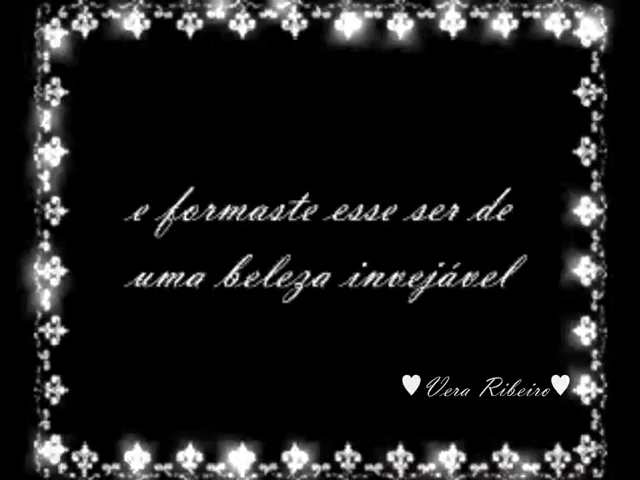 e formaste esse ser de
uma beleza invejável
♥Vera Ribeiro♥